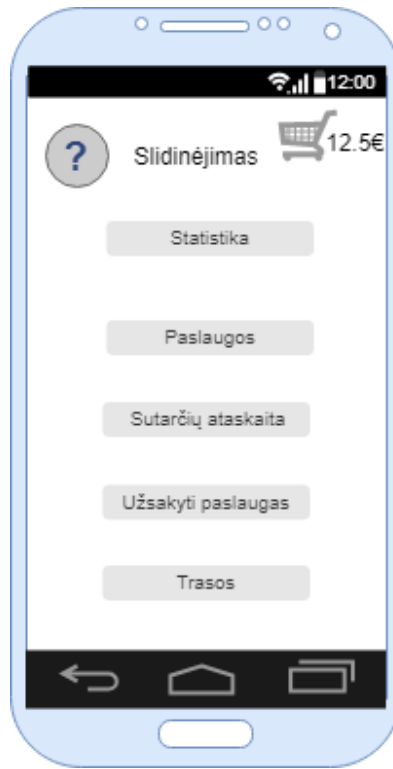 12:00
?
Slidinėjimas
12.5€
Statistika
Paslaugos
Sutarčių ataskaita
Užsakyti paslaugas
Trasos